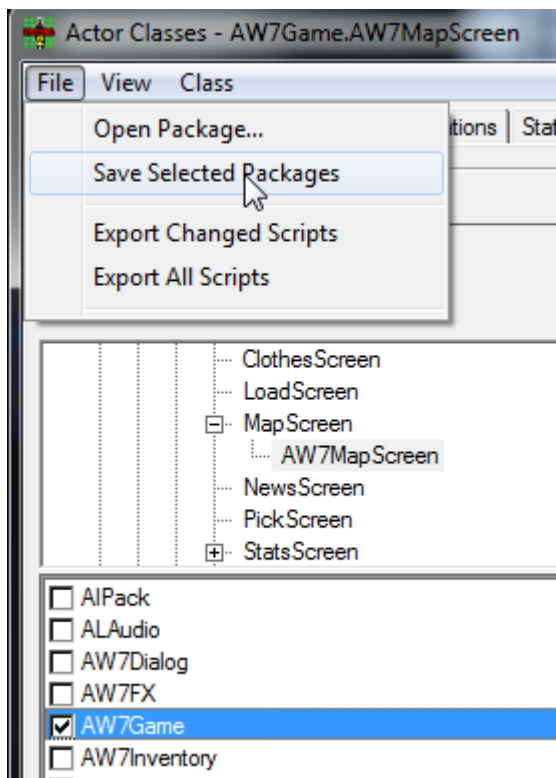 Actor Classes - AW7Game.AW7MapScreen
File View Class
Open Package...
Save Selected Packages
Export Changed Scripts
Export All Scripts
ClothesScreen
LoadScreen
MapScreen
AW7MapScreen
NewsScreen
PickScreen
StatsScreen
AIPack
ALAudio
AW7Dialog
AW7FX
AW7Game
AW7Inventory